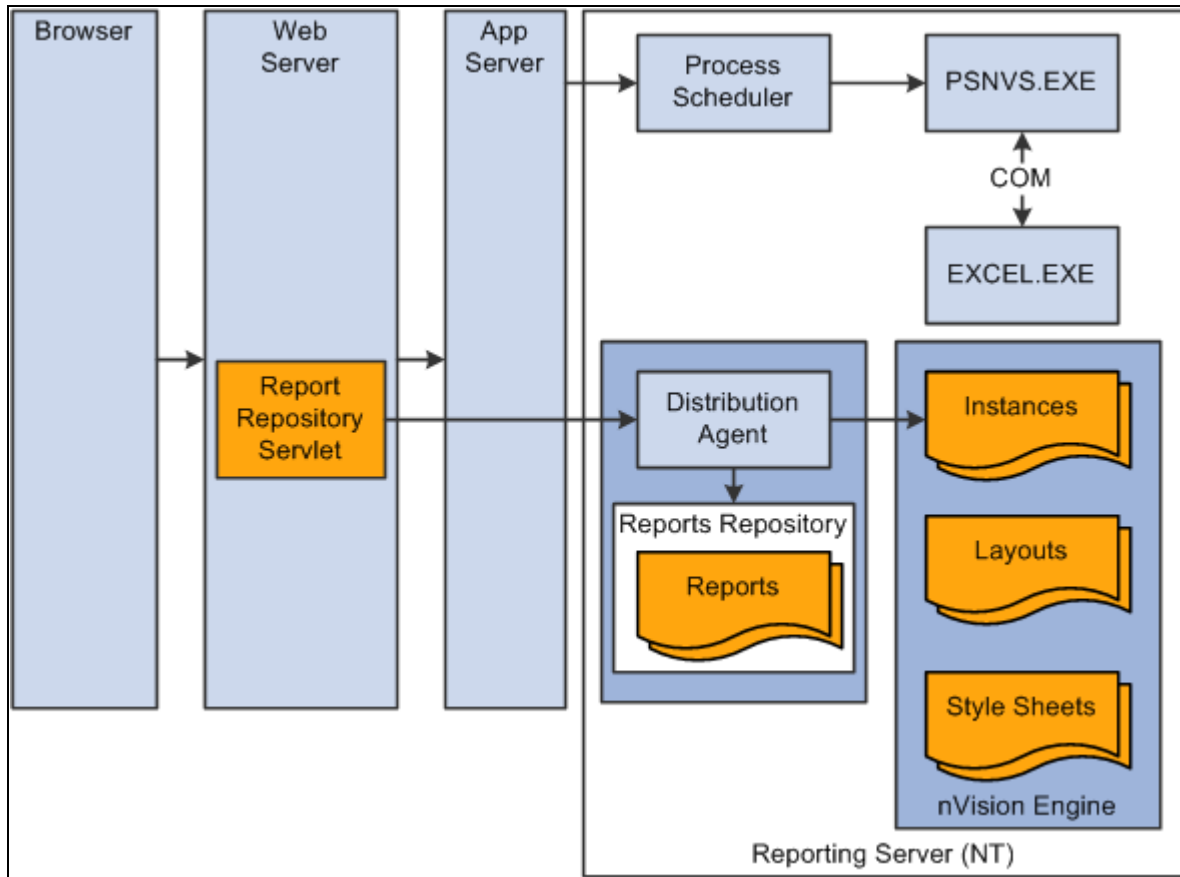 Browser
Web
Server
App
Server
Process
Scheduler
PSNVS.EXE
COM
EXCEL.EXE
Report
Repository
Servlet
Distribution
Agent
Reports Repository
Reports
Instances
Layouts
Style Sheets
nVision Engine
Reporting Server (NT)